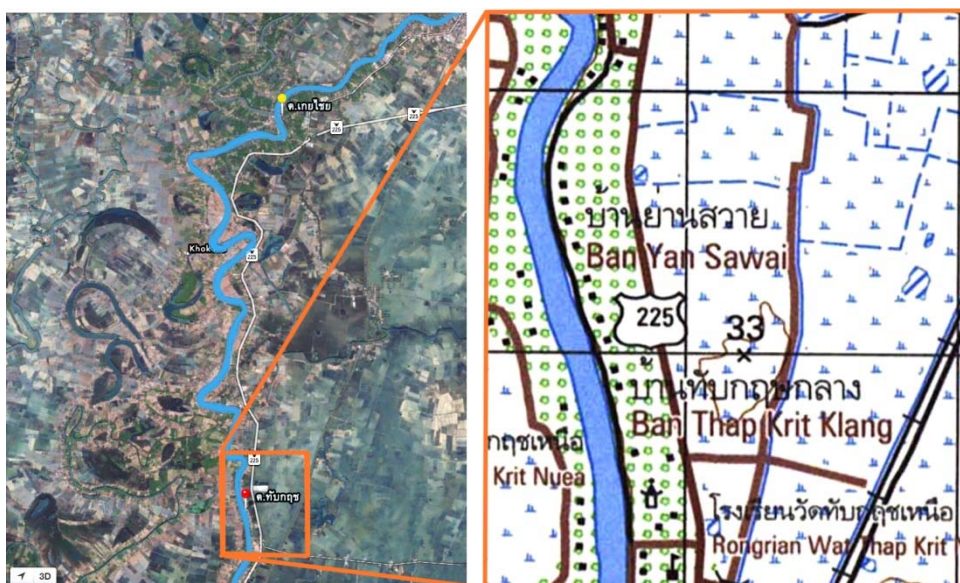 ต.เกยไชย
225
225
Khok
225
225
ต.ทับกฤช
3D
บ้านย่านสวาย
Ban Yan Sawai
225
33
บ้านทับกฤษกลาง
Ban Thap Krit Klang
กฤชเหนือ
Krit Nuea
โรงเรียนวัดทับกฤชเหนือ
Rongrian Wat Thap Krit